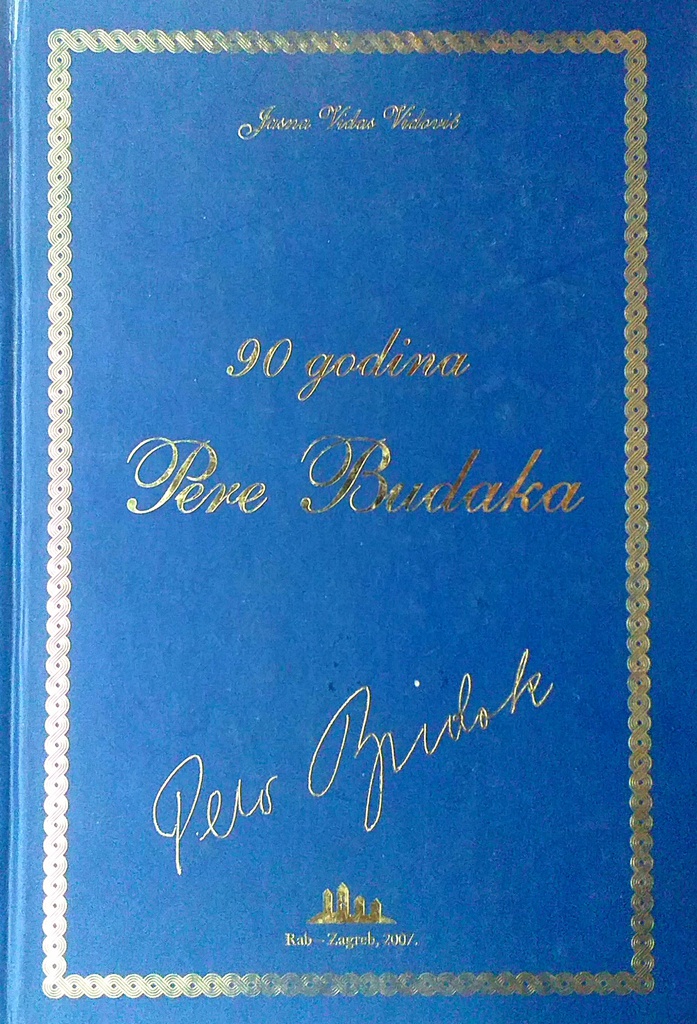 Jasna Vidas Vidović
90 godina
Pere Budaka
Pero Budak
Rab - Zagreb, 2007.